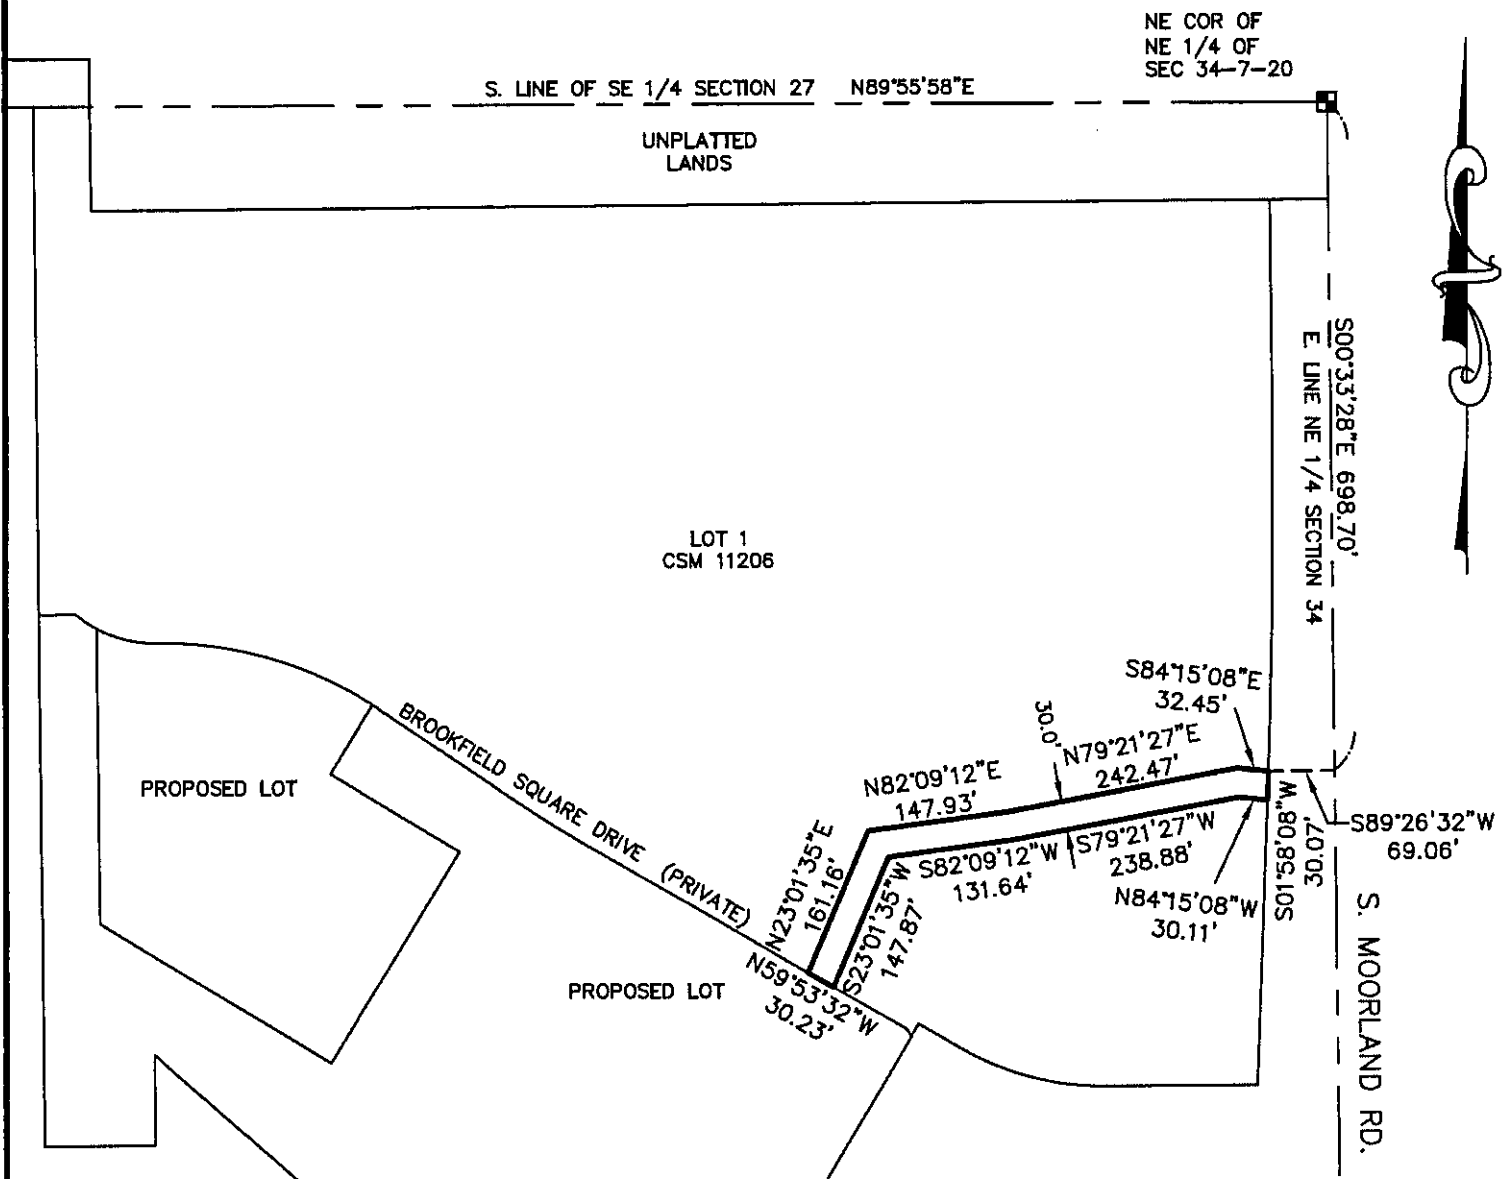 NE COR OF
NE 1/4 OF
SEC 34-7-20
S. LINE OF SE 1/4 SECTION 27 N89°55'58"E
UNPLATTED
LANDS
S00°33'28"E 698.70'
E. LINE NE 1/4 SECTION 34
LOT 1
CSM 11206
S84°15'08"E
32.45'
30.0'
N79°21'27"E
242.47'
N82°09'12"E
147.93'
BROOKFIELD SQUARE DRIVE (PRIVATE)
PROPOSED LOT
N23°01'35"E
161.16'
S82°09'12"W
131.64'
S79°21'27"W
238.88'
S01°58'08"W
30.07'
S89°26'32"W
69.06'
N84°15'08"W
30.11'
S23°01'35"W
147.87'
N59°53'32"W
30.23'
PROPOSED LOT
S. MOORLAND RD.